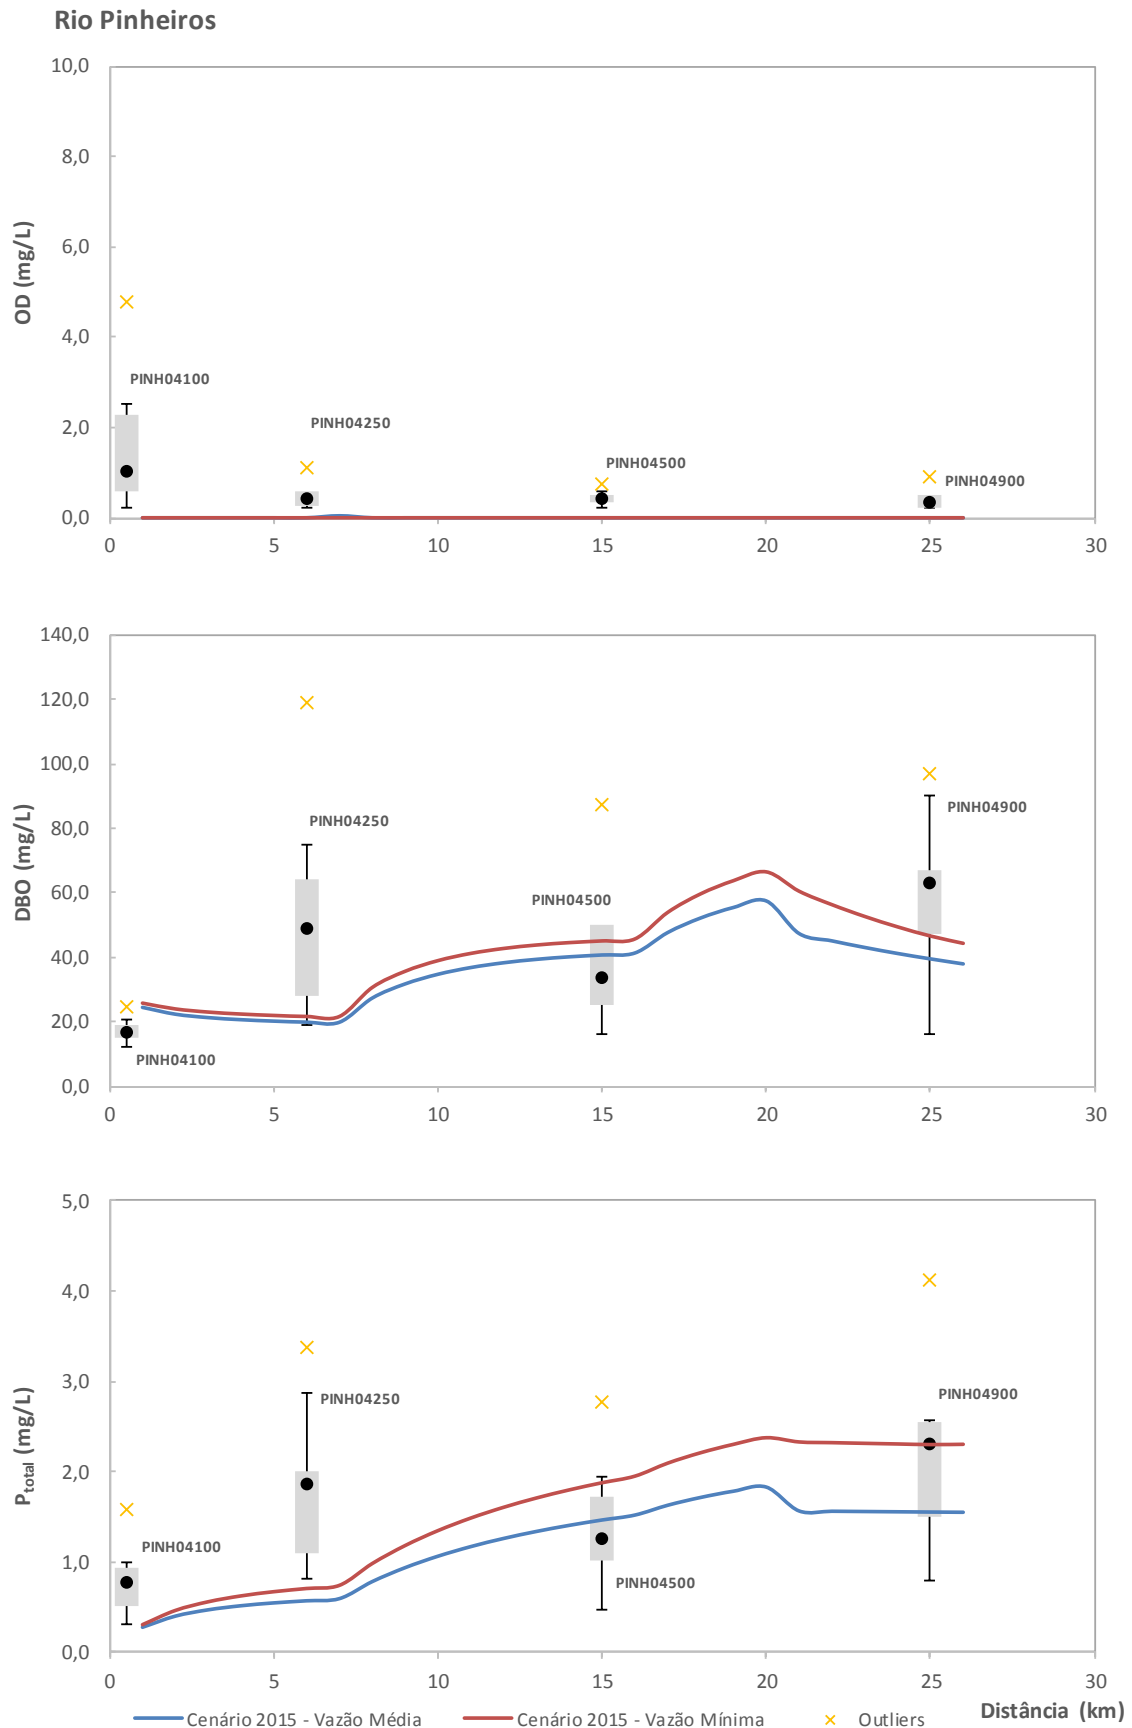 Rio Pinheiros
10,0
8,0
6,0
4,0
2,0
0,0
OD (mg/L)
PINH04100
PINH04250
PINH04500
PINH04900
0 5 10 15 20 25 30
140,0
120,0
100,0
80,0
60,0
40,0
20,0
0,0
DBO (mg/L)
PINH04250
PINH04900
PINH04500
PINH04100
0 5 10 15 20 25 30
5,0
4,0
3,0
2,0
1,0
0,0
Ptotal (mg/L)
PINH04900
PINH04250
PINH04100
PINH04500
0 5 10 15 20 25 30
Distância (km)
Cenário 2015 - Vazão Média Cenário 2015 - Vazão Mínima Outliers